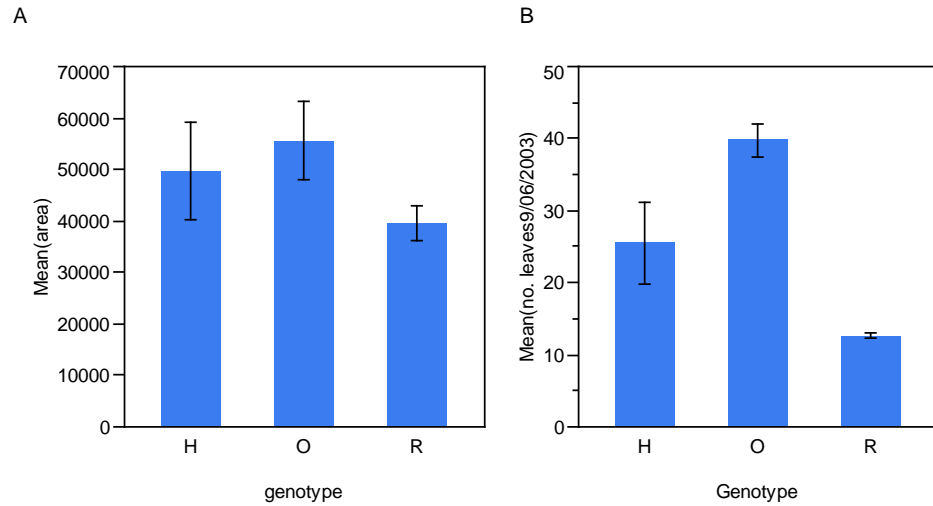 A
Mean(area)
70000
60000
50000
40000
30000
20000
10000
0
H O R
genotype
B
Mean(no. leaves9/06/2003)
50
40
30
20
10
0
H O R
Genotype